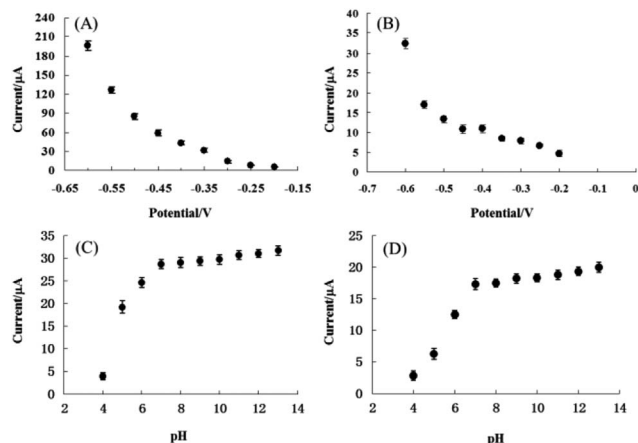 (A)
240
210
180
150
120
90
60
30
0
-0.65 -0.55 -0.45 -0.35 -0.25 -0.15
Potential/V
Current/μA
(B)
40
35
30
25
20
15
10
5
0
-0.7 -0.6 -0.5 -0.4 -0.3 -0.2 -0.1 0
Potential/V
Current/μA
(C)
35
30
25
20
15
10
5
0
2 4 6 8 10 12 14
pH
Current/μA
(D)
25
20
15
10
5
0
2 4 6 8 10 12 14
pH
Current/μA